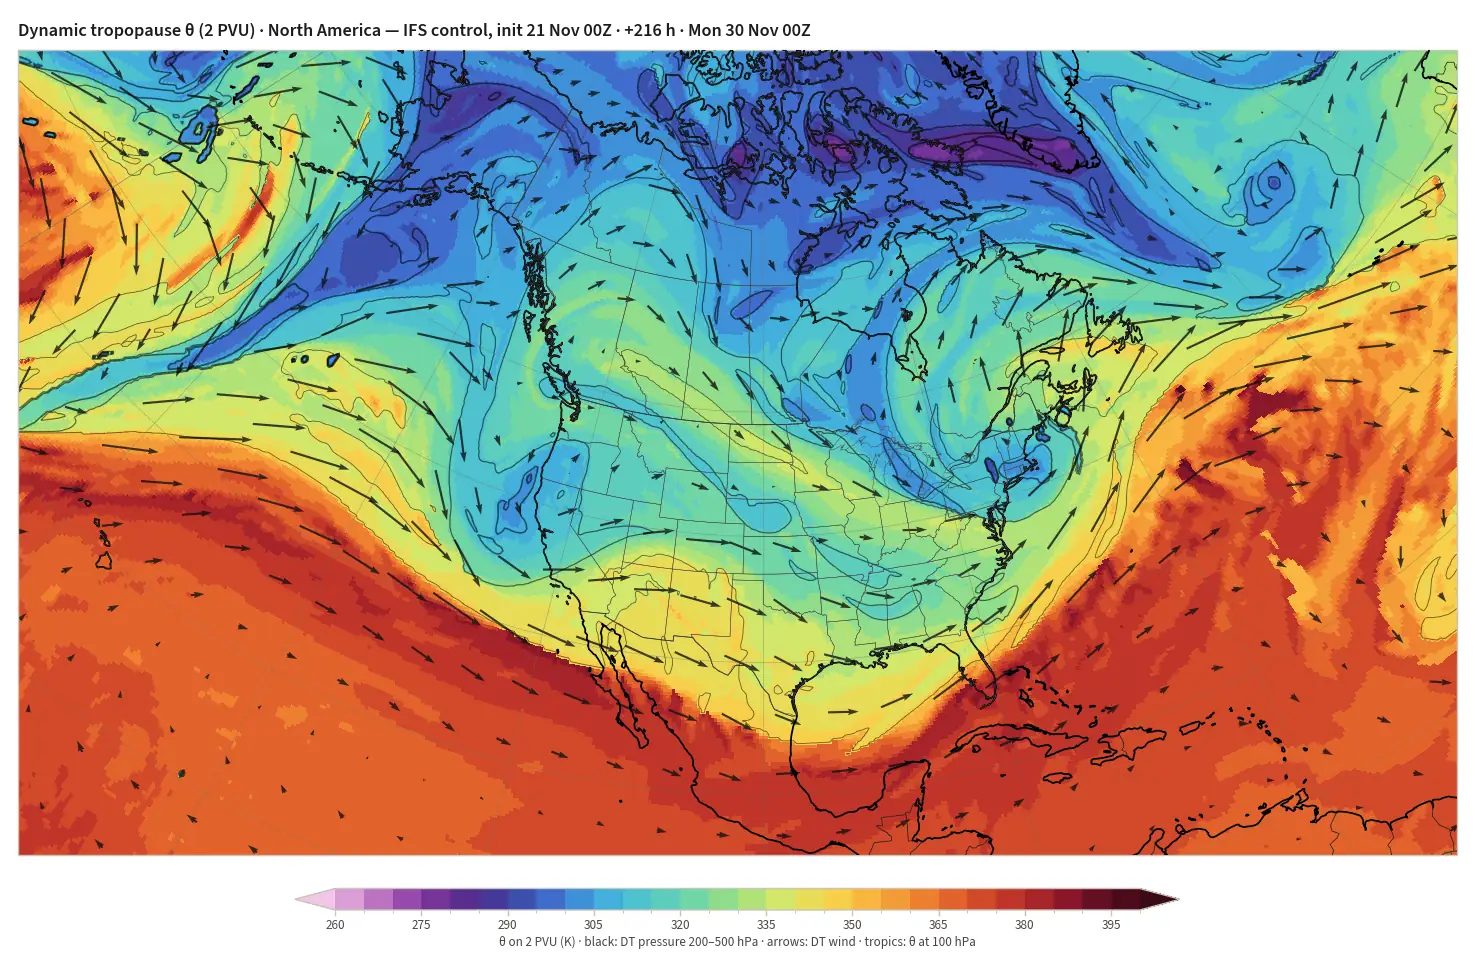 Dynamic tropopause θ (2 PVU) · North America — IFS control, init 21 Nov 00Z · +216 h · Mon 30 Nov 00Z
260 275 290 305 320 335 350 365 380 395
θ on 2 PVU (K) · black: DT pressure 200–500 hPa · arrows: DT wind · tropics: θ at 100 hPa